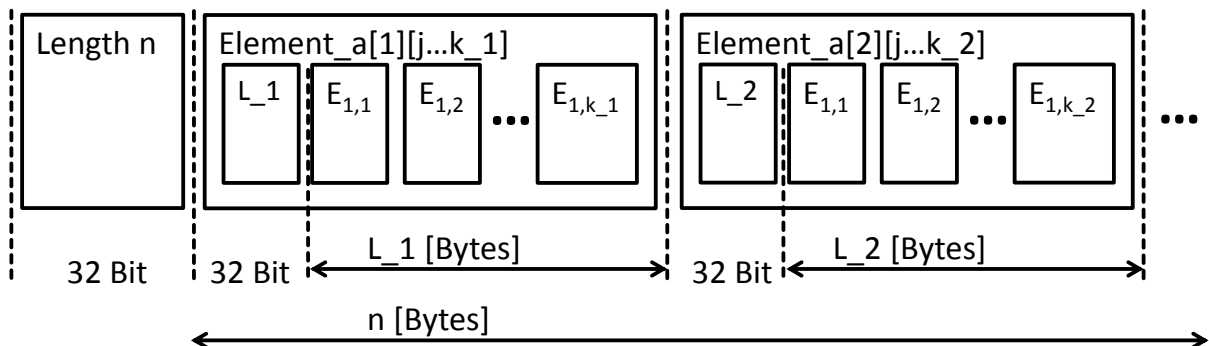 Length n
Element_a[1][j...k_1]
L_1
E1,1
E1,2
...
E1,k_1
Element_a[2][j...k_2]
L_2
E1,1
E1,2
...
E1,k_2
...
32 Bit
32 Bit
L_1 [Bytes]
32 Bit
L_2 [Bytes]
n [Bytes]